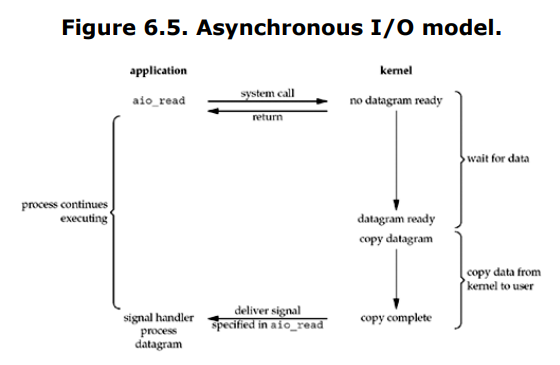 Figure 6.5. Asynchronous I/O model.
application
kernel
aio_read
system call
return
no datagram ready
wait for data
process continues
executing
datagram ready
copy datagram
copy data from
kernel to user
deliver signal
specified in aio_read
signal handler
process
datagram
copy complete